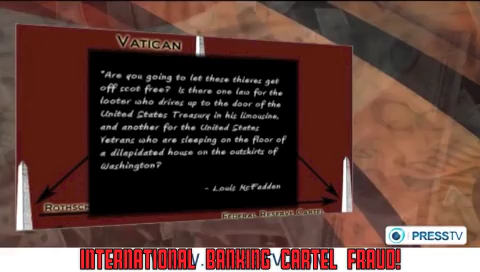 VATICAN
"Are you going to let these thieves get
off scot free? Is there one law for the
looter who drives up to the door of the
United States Treasury in his limousine,
and another for the United States
Vetrans who are sleeping on the floor of
a dilapidated house on the outskirts of
Washington?
- Louis McFadden
ROTHSCH
FEDERAL RESERVE CARTEL
PRESSTV
INTERNATIONAL BANKING CARTEL FRAUD!